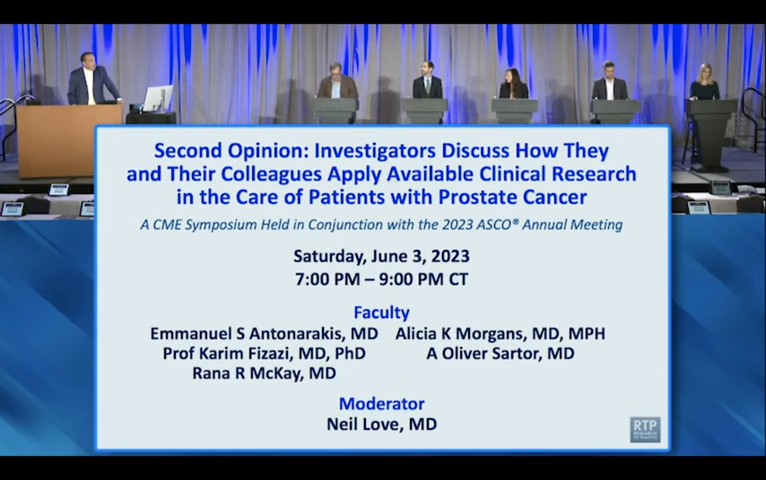 Second Opinion: Investigators Discuss How They
and Their Colleagues Apply Available Clinical Research
in the Care of Patients with Prostate Cancer
A CME Symposium Held in Conjunction with the 2023 ASCO® Annual Meeting
Saturday, June 3, 2023
7:00 PM – 9:00 PM CT
Faculty
Emmanuel S Antonarakis, MD
Prof Karim Fizazi, MD, PhD
Rana R McKay, MD
Alicia K Morgans, MD, MPH
A Oliver Sartor, MD
Moderator
Neil Love, MD
RTP
RESEARCH
TO PRACTICE